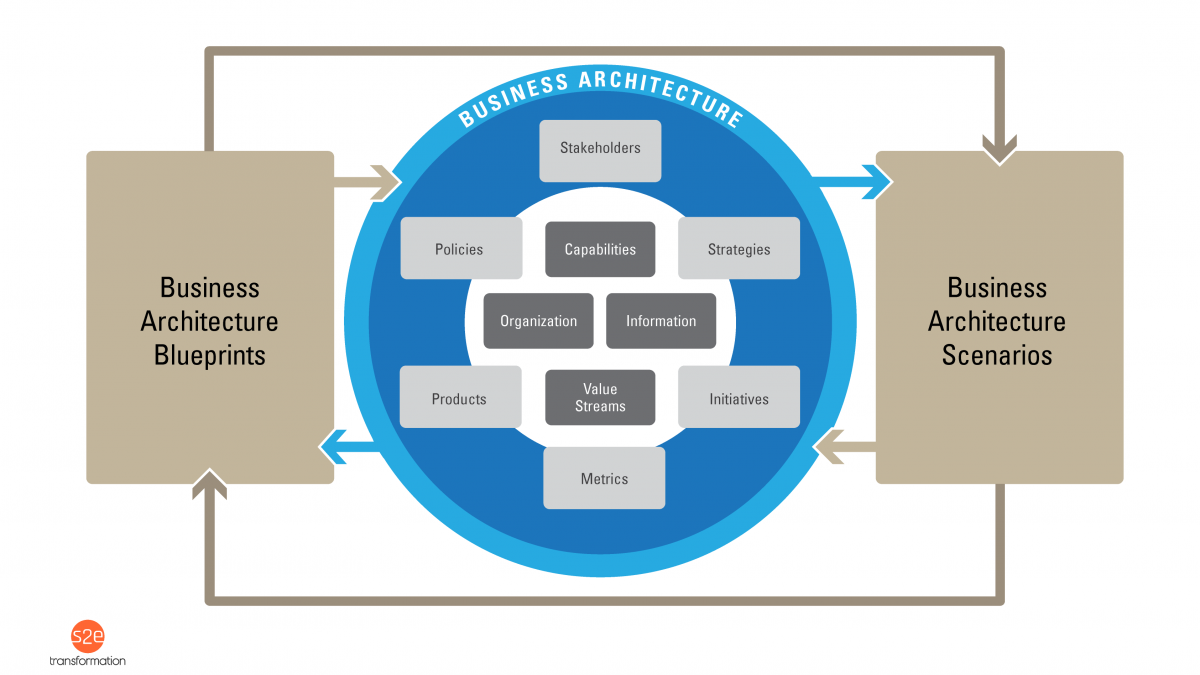 BUSINESS ARCHITECTURE
Stakeholders
Policies
Capabilities
Strategies
Business
Architecture
Blueprints
Organization
Information
Business
Architecture
Scenarios
Products
Value
Streams
Initiatives
Metrics
s2e
transformation